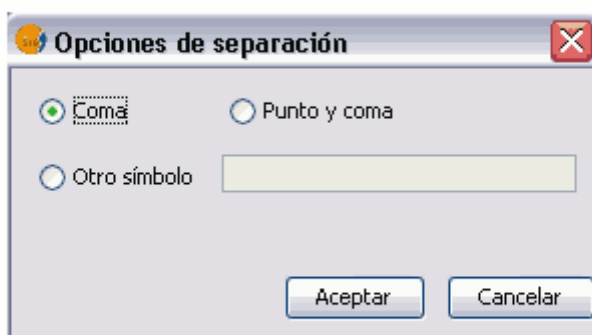 Opciones de separación
Coma Punto y coma
Otro símbolo
Aceptar Cancelar